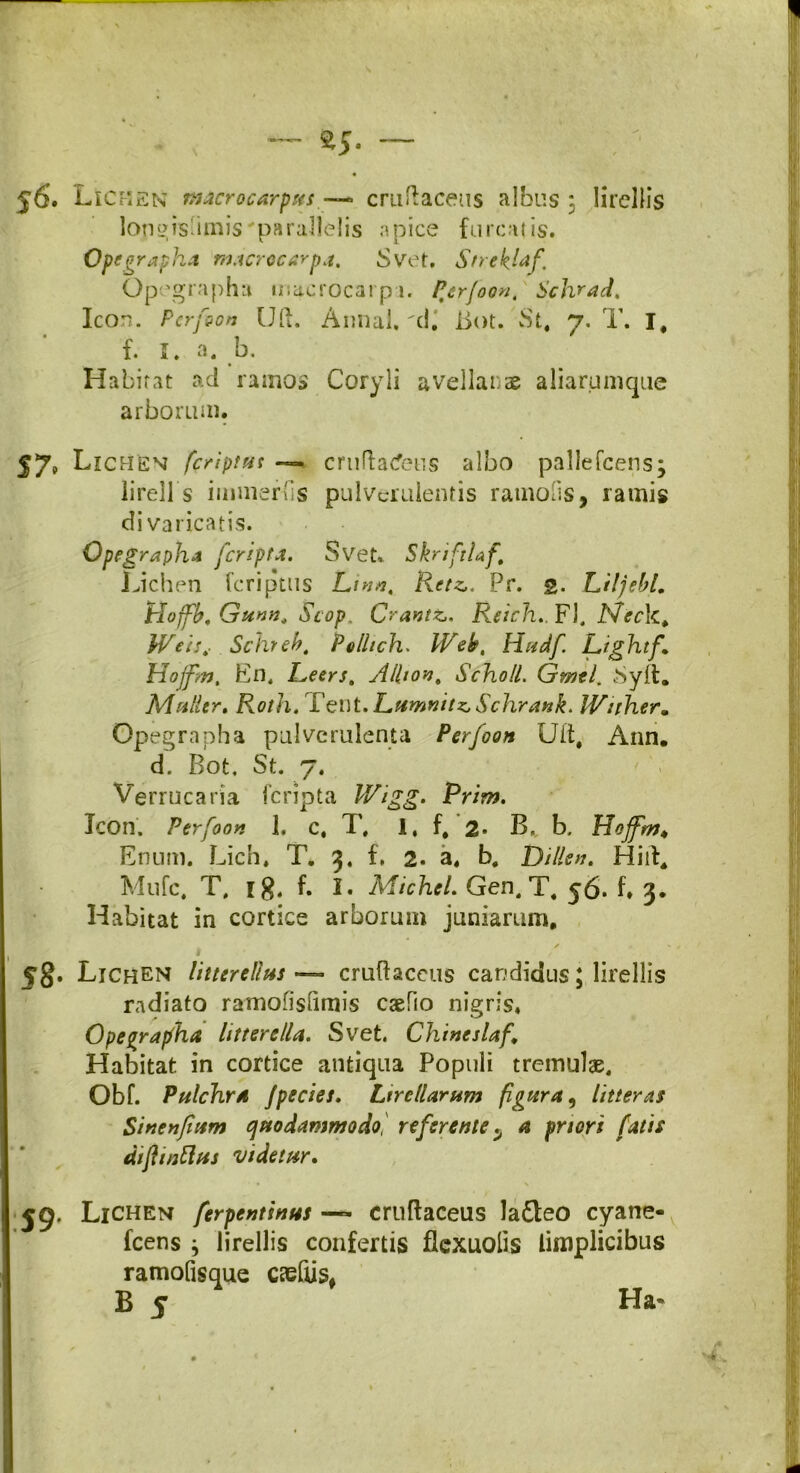 — 25. —
56. LICHEN macrocarpus — cruſtaceus albus; lirellis
longisſimis parallelis apice furcatis.
Opegrapha macrocarpa. Svet. Streklaf.
Opegrapha macrocarpa. Perſoon, Schrad.
Icon. Perſoon Uſt. Annal. d. Bot. St. 7. T. I.
f. I. a. b.
Habitat ad ramos Coryli avellanæ aliarumque
arborum.
57. LICHEN ſcriptus — cruſtaceus albo palleſcens;
lirellis immerſis pulverulentis ramoſis, ramis
divaricatis.
Opegrapha ſcripta. Svet. Skriftlaf.
Lichen ſcriptus Linn. Retz. Pr. 2. Liljebl.
Hoffb. Gunn. Scop. Crantz. Reich. Fl. Neck.
Weis. Schreb. Pollich. Web. Hudſ. Lightf.
Hoffm. En. Leers. Allion. Scholl. Gmel. Syſt.
Muller. Roth. Tent. Lumnitz. Schrank. Wither.
Opegrapha pulverulenta Perſoon Uſt. Ann.
d. Bot. St. 7.
Verrucaria ſcripta Wigg. Prim.
Icon. Perſoon l. c. T. 1. f. 2. B. b. Hoffm.
Enum. Lich. T. 3. f. 2. a. b. Dillen. Hiſt.
Muſc. T. 18. f. 1. Michel. Gen. T. 56. f. 3.
Habitat in cortice arborum juniarum.
58. LICHEN litterellus — cruſtaceus candidus; lirellis
radiato ramoſisſimis cæſio nigris.
Opegrapha litterella. Svet. Chineslaf.
Habitat in cortice antiqua Populi tremulæ.
Obſ. Pulchra ſpecies. Lirellarum figura, litteras
Sinenſium quodammodo referente, a priori ſatis
diſtinctus videtur.
59. LICHEN ſerpentinus — cruſtaceus lacteo cyane-
ſcens; lirellis confertis flexuoſis ſimplicibus
ramoſisque cæſiis.
B 5 Ha-